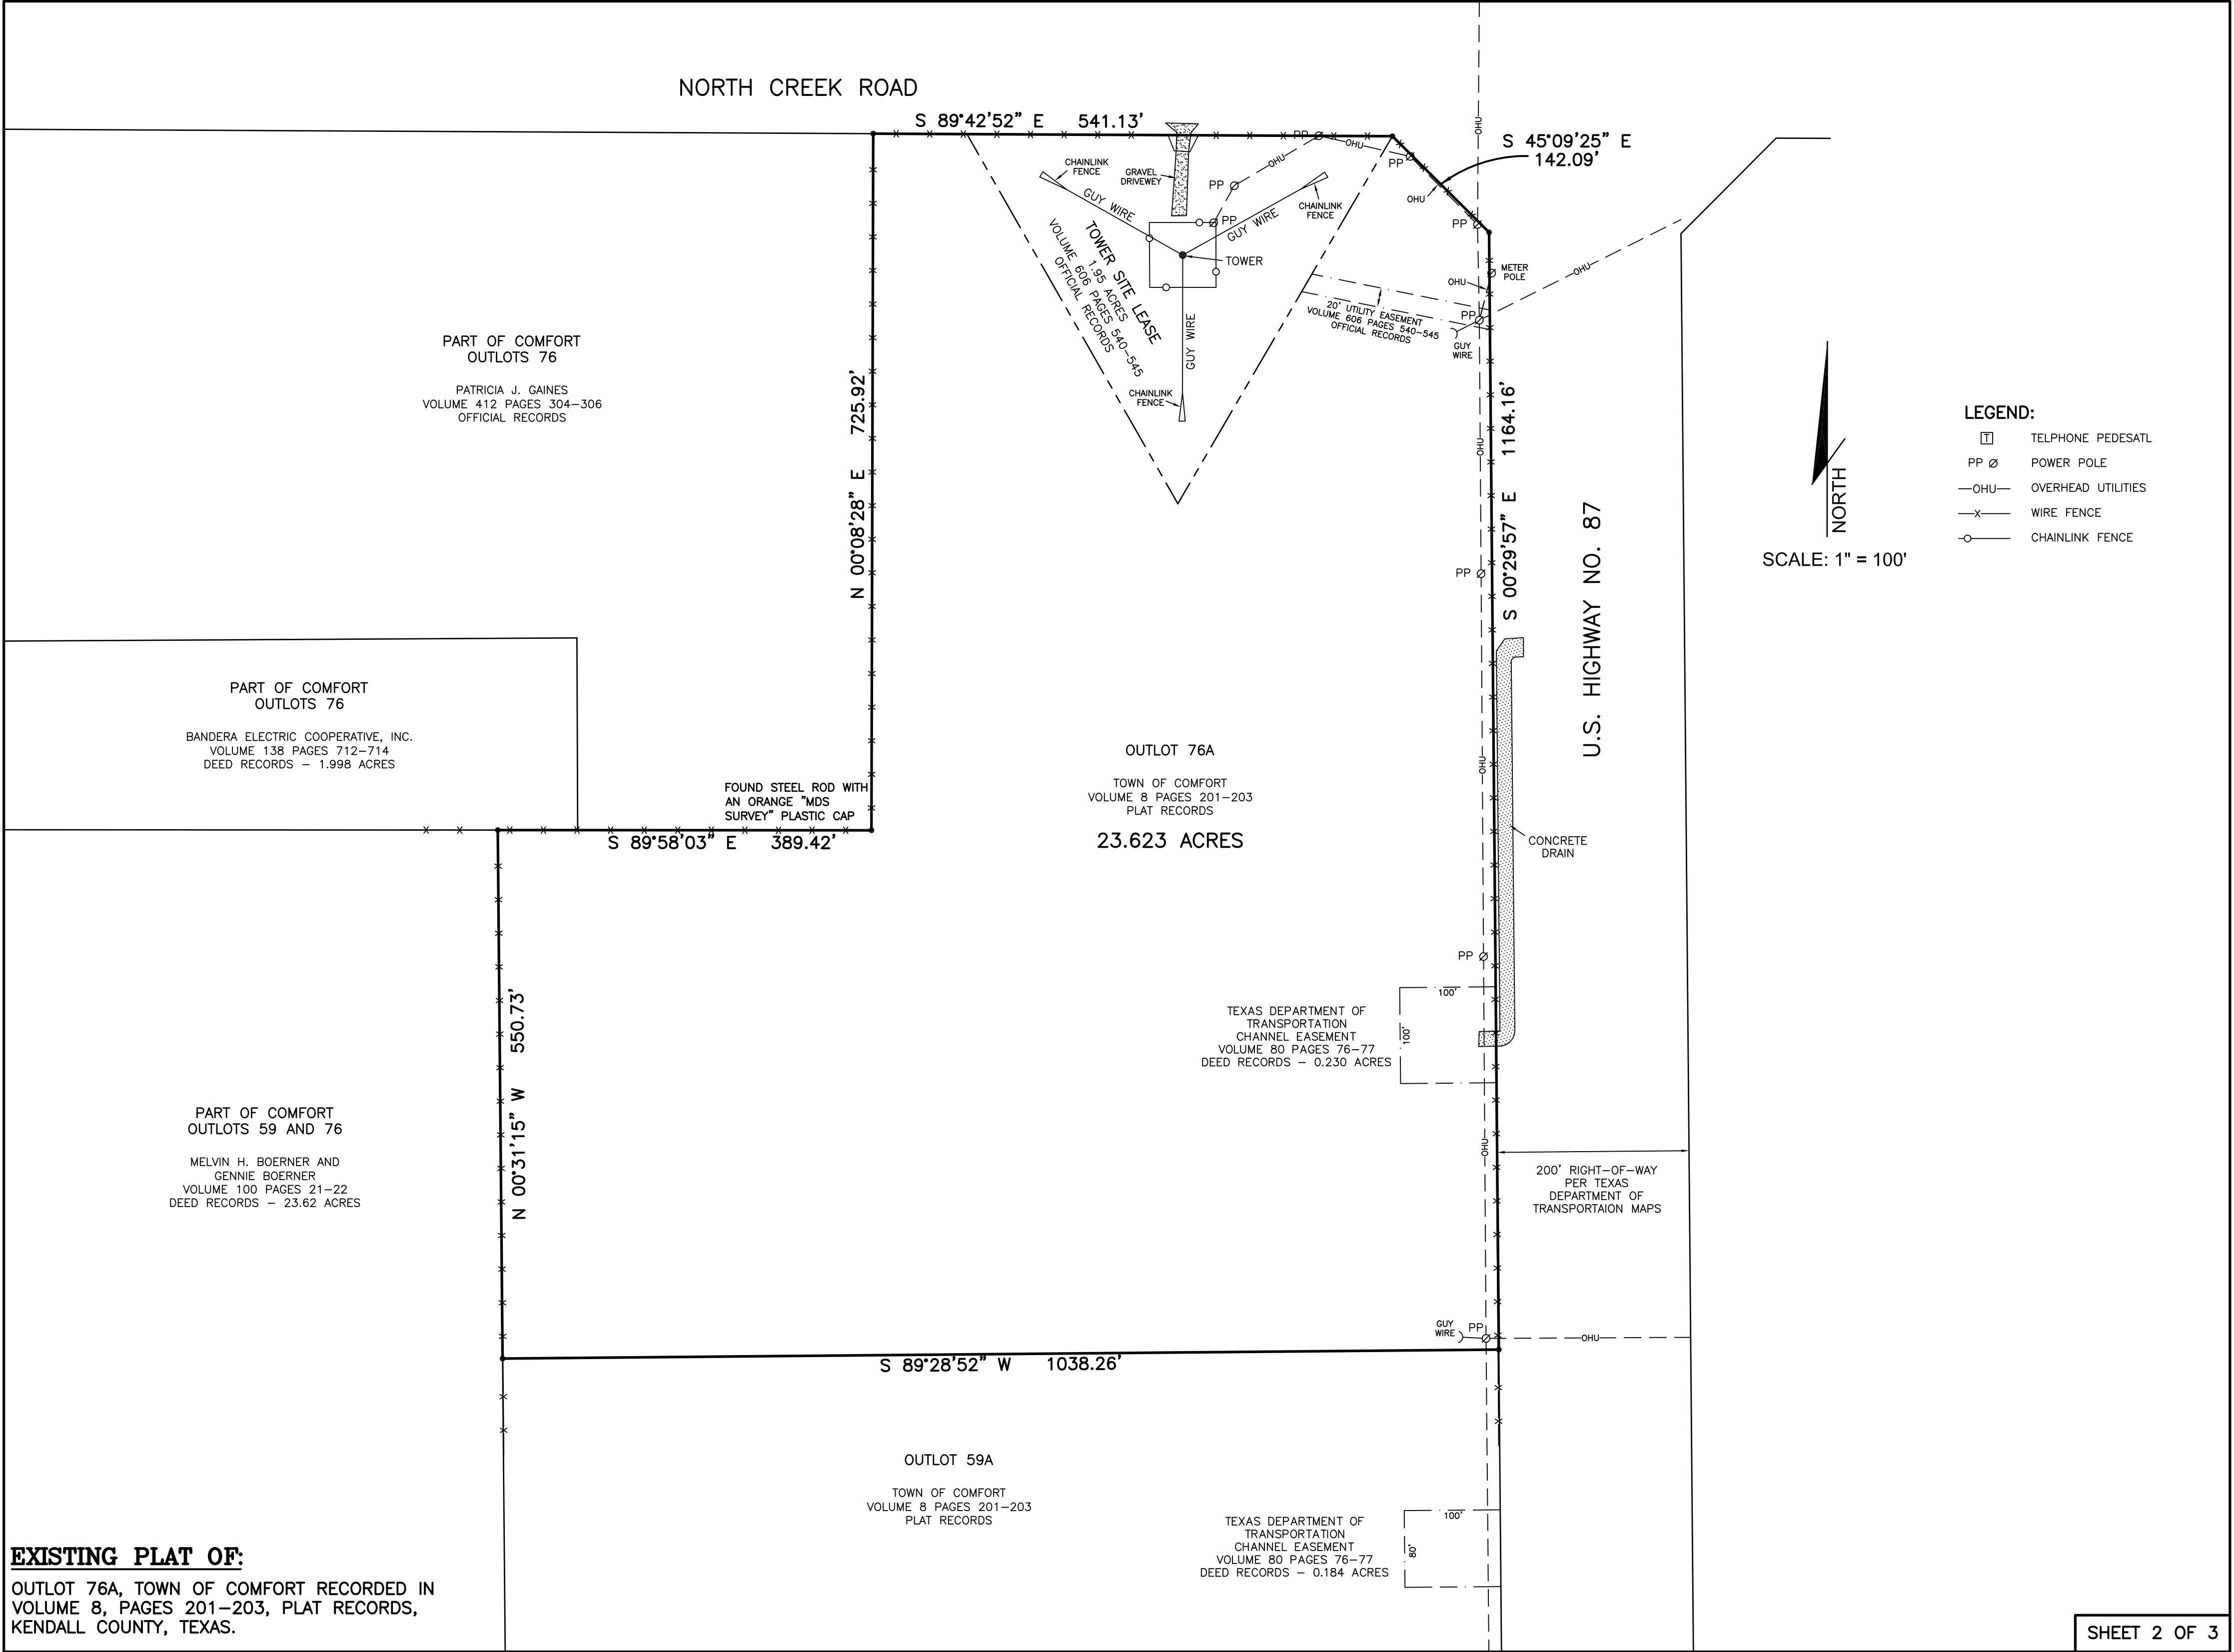 NORTH CREEK ROAD
S 89°42'52" E 541.13'
S 45°09'25" E
142.09'
OHU
PP
OHU
PP
OHU
PP
CHAINLINK
FENCE
GRAVEL
DRIVEWEY
OHU
PP
PP
CHAINLINK
FENCE
GUY WIRE
GUY WIRE
TOWER
TOWER SITE LEASE
1.95 ACRES
VOLUME 606 PAGES 540-545
OFFICIAL RECORDS
GUY WIRE
CHAINLINK
FENCE
METER
POLE
OHU
OHU
PP
20' UTILITY EASEMENT
VOLUME 606 PAGES 540-545
OFFICIAL RECORDS
GUY
WIRE
PART OF COMFORT
OUTLOTS 76
PATRICIA J. GAINES
VOLUME 412 PAGES 304-306
OFFICIAL RECORDS
N 00°08'28" E 725.92'
OHU
S 00°29'57" E 1164.16'
PP
U.S. HIGHWAY NO. 87
NORTH
SCALE: 1" = 100'
LEGEND:
T TELPHONE PEDESATL
PP POWER POLE
OHU OVERHEAD UTILITIES
X WIRE FENCE
CHAINLINK FENCE
PART OF COMFORT
OUTLOTS 76
BANDERA ELECTRIC COOPERATIVE, INC.
VOLUME 138 PAGES 712-714
DEED RECORDS - 1.998 ACRES
FOUND STEEL ROD WITH
AN ORANGE "MDS
SURVEY" PLASTIC CAP
S 89°58'03" E 389.42'
OUTLOT 76A
TOWN OF COMFORT
VOLUME 8 PAGES 201-203
PLAT RECORDS
23.623 ACRES
OHU
CONCRETE
DRAIN
PP
N 00°31'15" W 550.73'
TEXAS DEPARTMENT OF
TRANSPORTATION
CHANNEL EASEMENT
VOLUME 80 PAGES 76-77
DEED RECORDS - 0.230 ACRES
100'
100'
OHU
PART OF COMFORT
OUTLOTS 59 AND 76
MELVIN H. BOERNER AND
GENNIE BOERNER
VOLUME 100 PAGES 21-22
DEED RECORDS - 23.62 ACRES
200' RIGHT-OF-WAY
PER TEXAS
DEPARTMENT OF
TRANSPORTAION MAPS
GUY
WIRE
PP
OHU
S 89°28'52" W 1038.26'
OUTLOT 59A
TOWN OF COMFORT
VOLUME 8 PAGES 201-203
PLAT RECORDS
TEXAS DEPARTMENT OF
TRANSPORTATION
CHANNEL EASEMENT
VOLUME 80 PAGES 76-77
DEED RECORDS - 0.184 ACRES
100'
80'
EXISTING PLAT OF:
OUTLOT 76A, TOWN OF COMFORT RECORDED IN
VOLUME 8, PAGES 201-203, PLAT RECORDS,
KENDALL COUNTY, TEXAS.
SHEET 2 OF 3